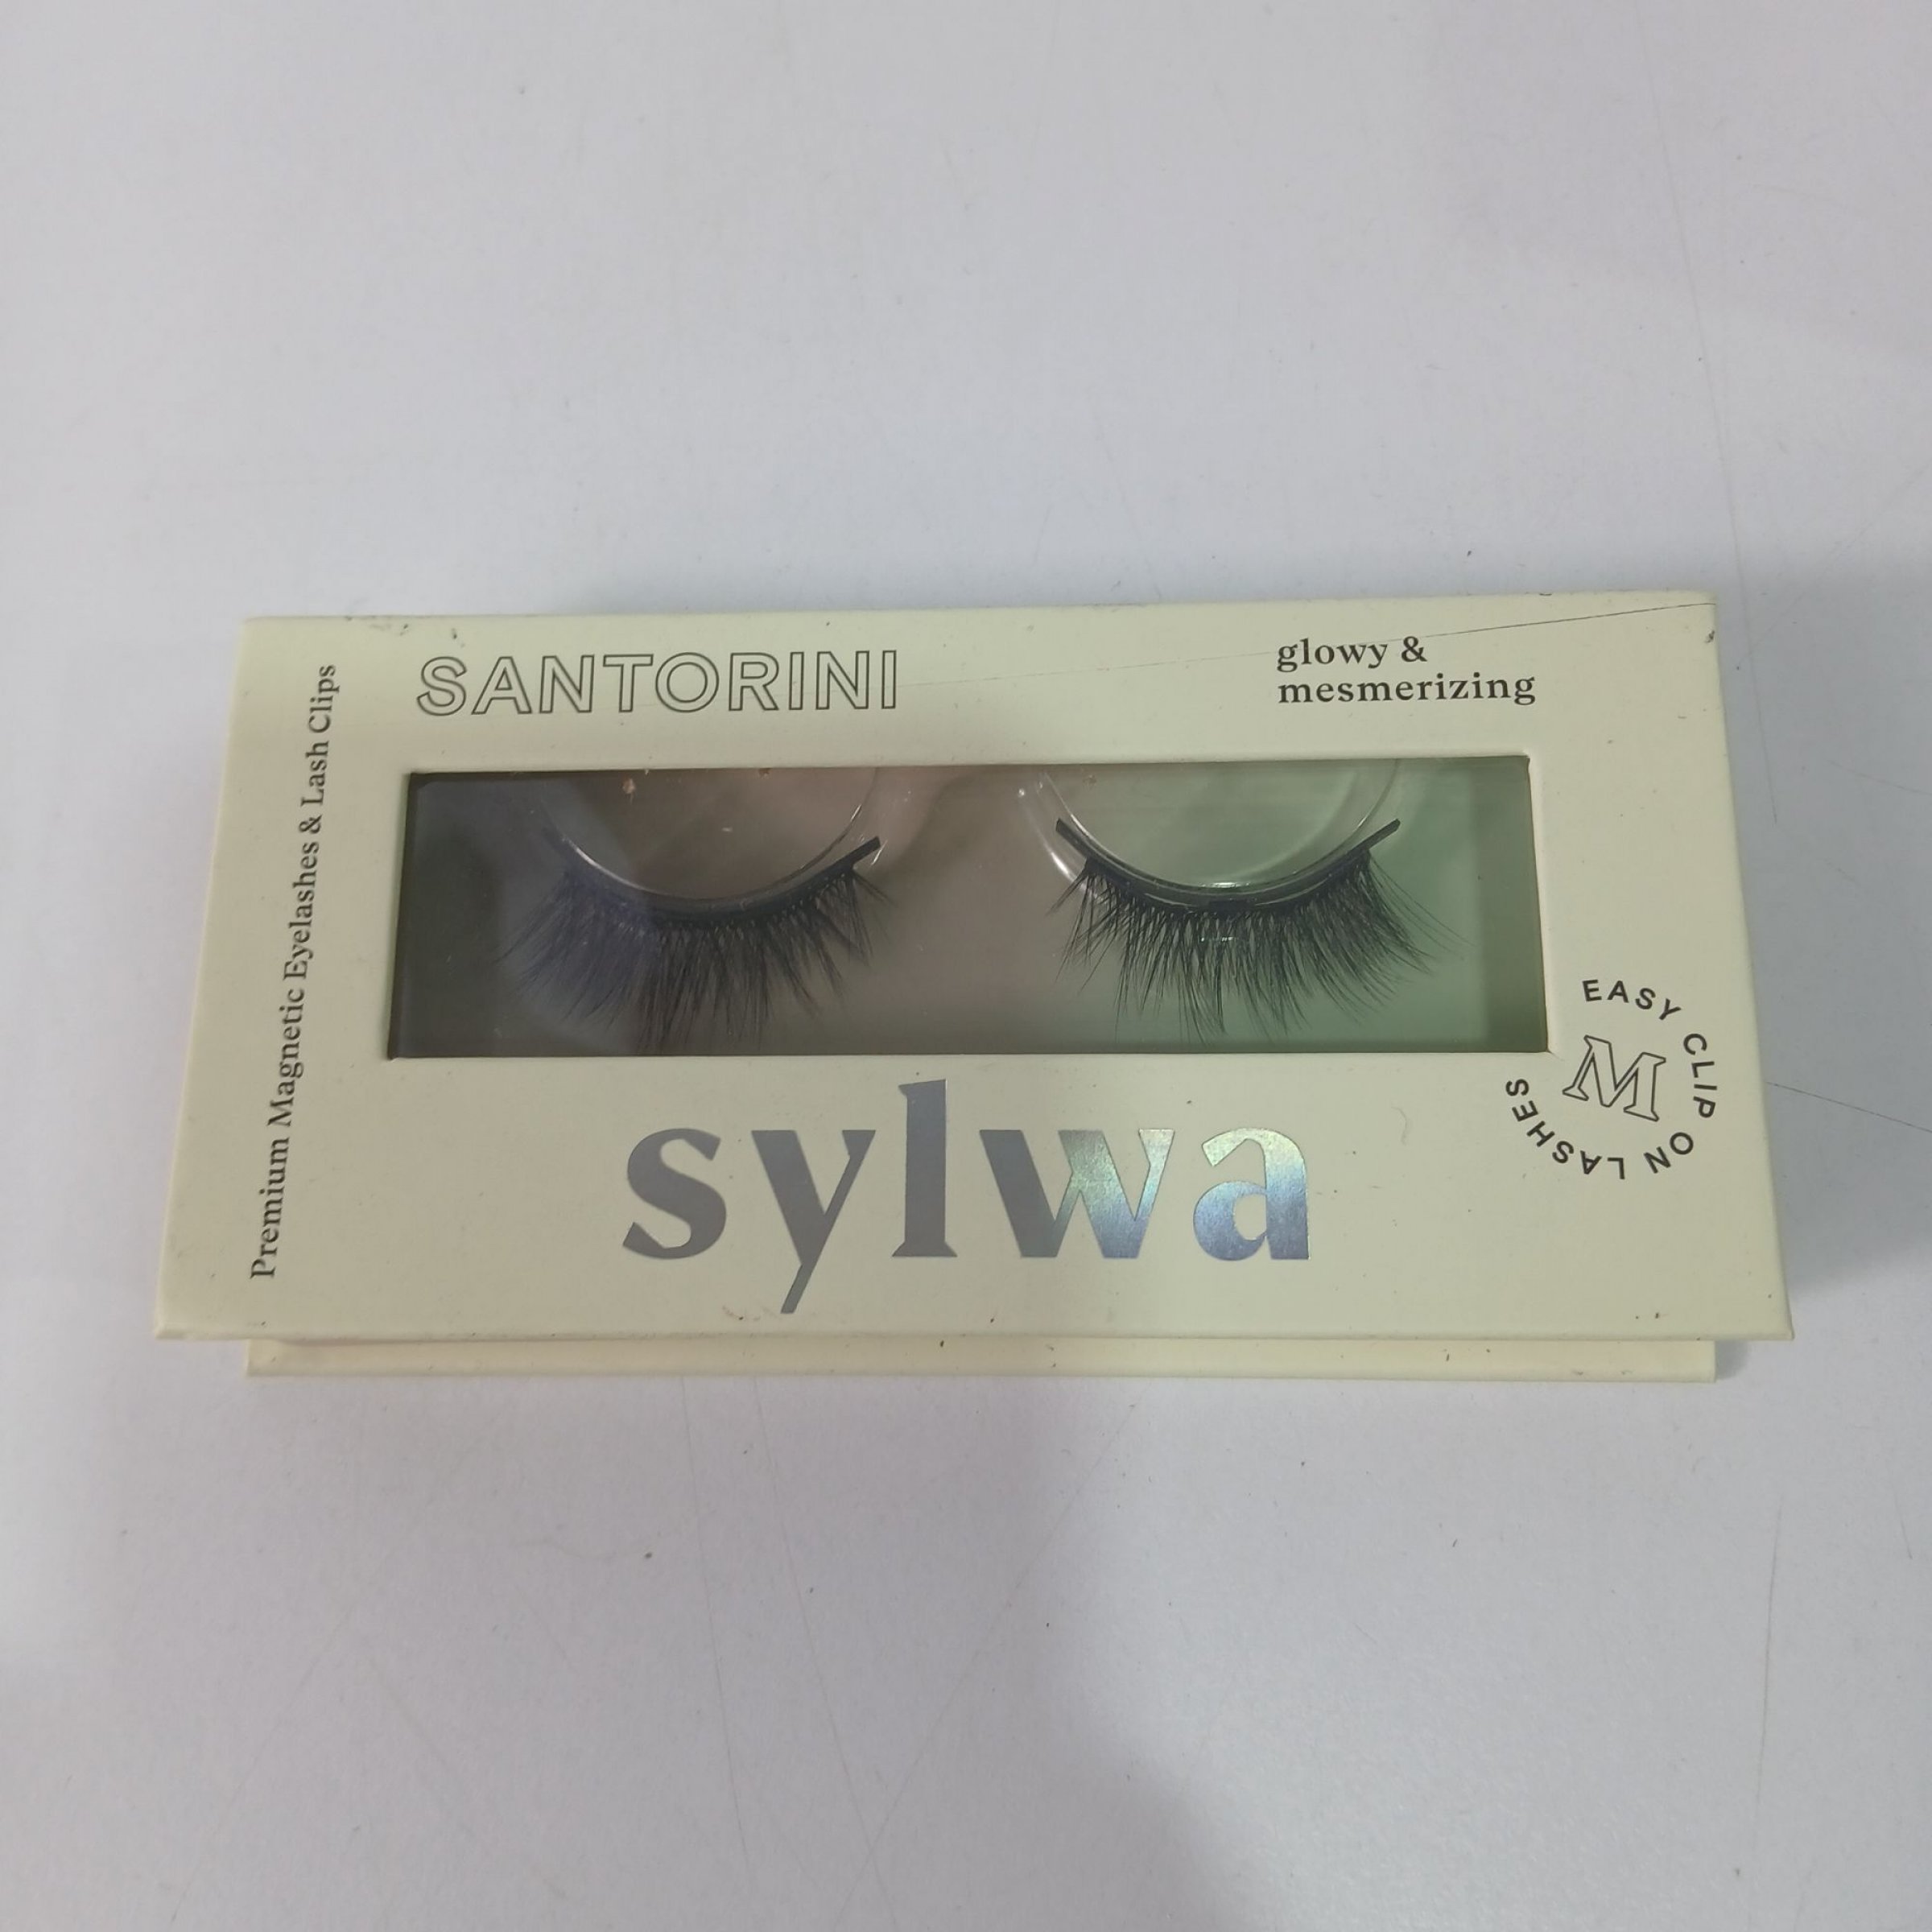 SANTORINI
glowy &
mesmerizing
Premium Magnetic Eyelashes & Lash Clips
EASY CLIP ON LASHES
M
sylwa